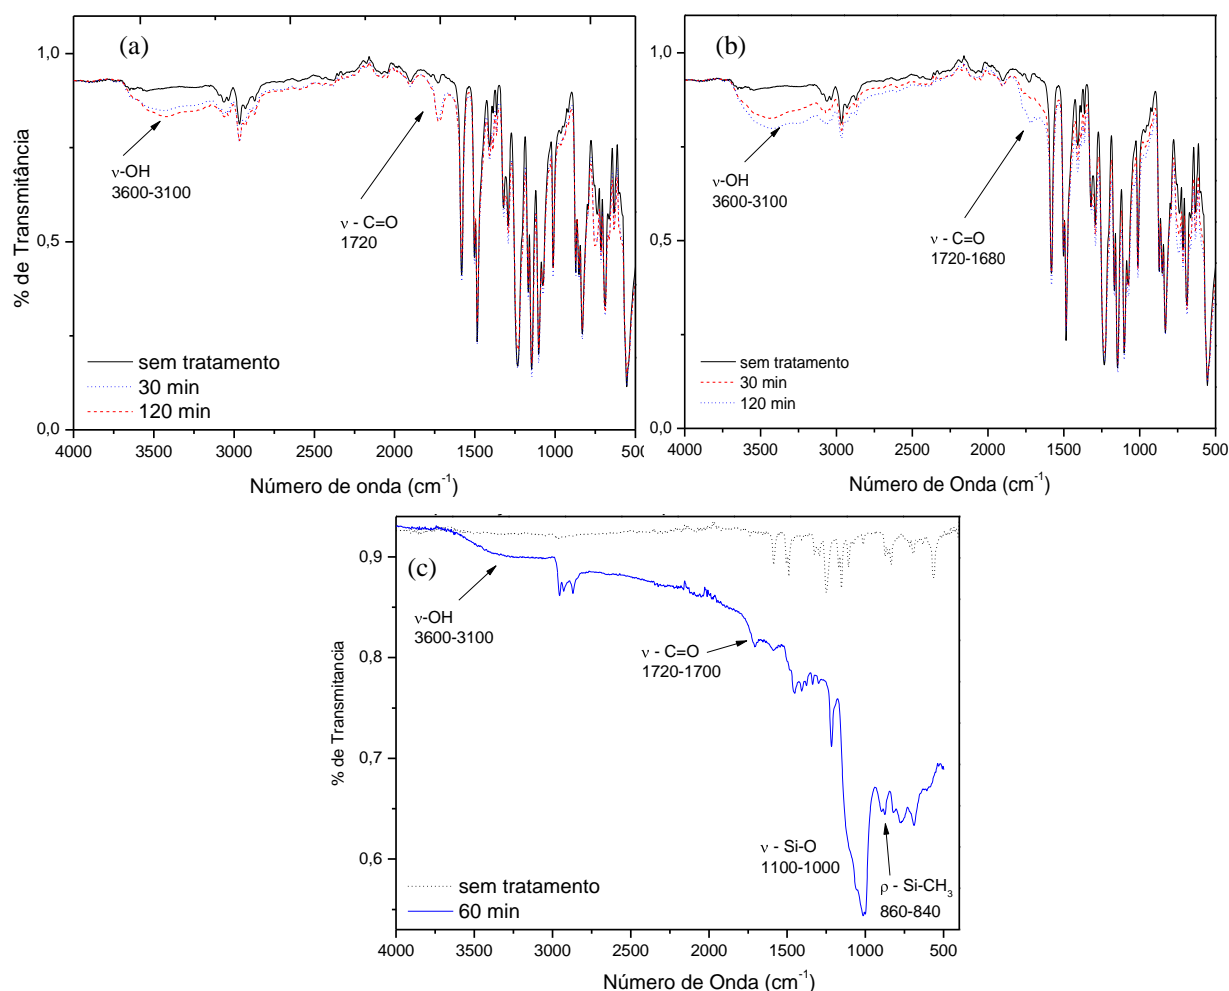 (a)
ν-OH
3600-3100
ν - C=O
1720
sem tratamento
30 min
120 min
% de Transmitância
1,0
0,5
0,0
4000 3000 2500 2000 1500 1000 500
Número de onda (cm⁻¹)
(b)
ν-OH
3600-3100
ν - C=O
1720-1680
sem tratamento
30 min
120 min
1,0
0,5
0,0
4000 3500 3000 2500 2000 1500 1000 500
Número de Onda (cm⁻¹)
(c)
ν-OH
3600-3100
ν - C=O
1720-1700
ν - Si-O
1100-1000
ρ - Si-CH₃
860-840
sem tratamento
60 min
% de Transmitancia
0,9
0,8
0,7
0,6
4000 3500 3000 2500 2000 1500 1000 500
Número de Onda (cm⁻¹)